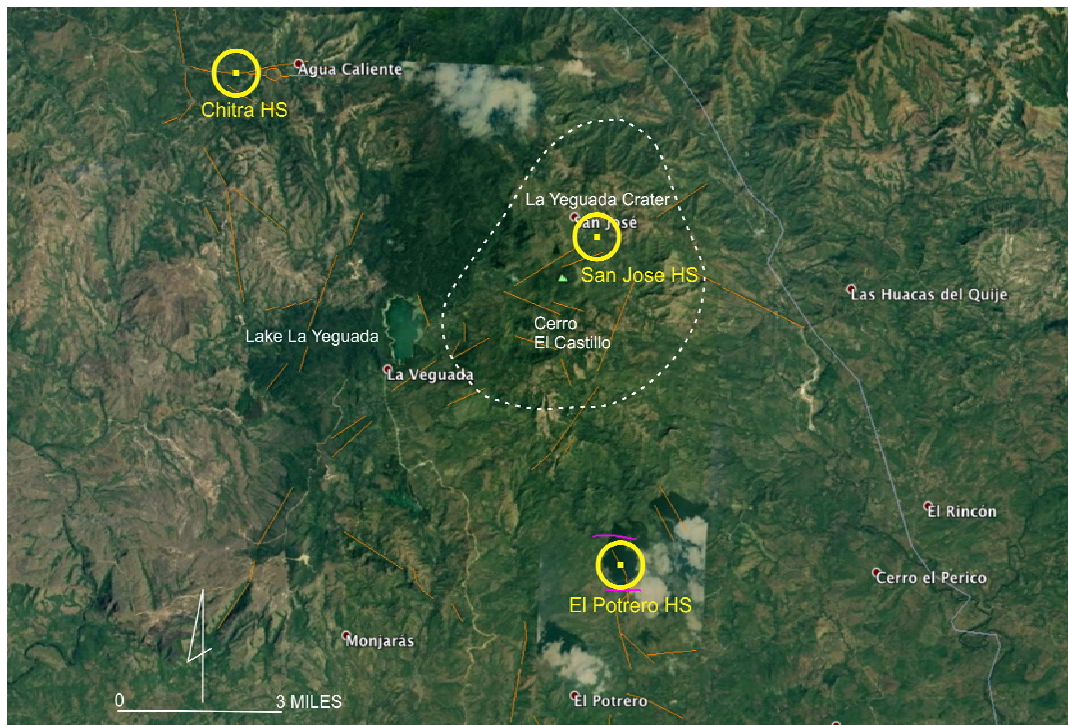 Agua Caliente
Chitra HS
La Yeguada Crater
San José
San Jose HS
Las Huacas del Quije
Cerro
El Castillo
Lake La Yeguada
La Yeguada
El Rincón
Cerro el Perico
El Potrero HS
Monjarás
El Potrero
0 3 MILES